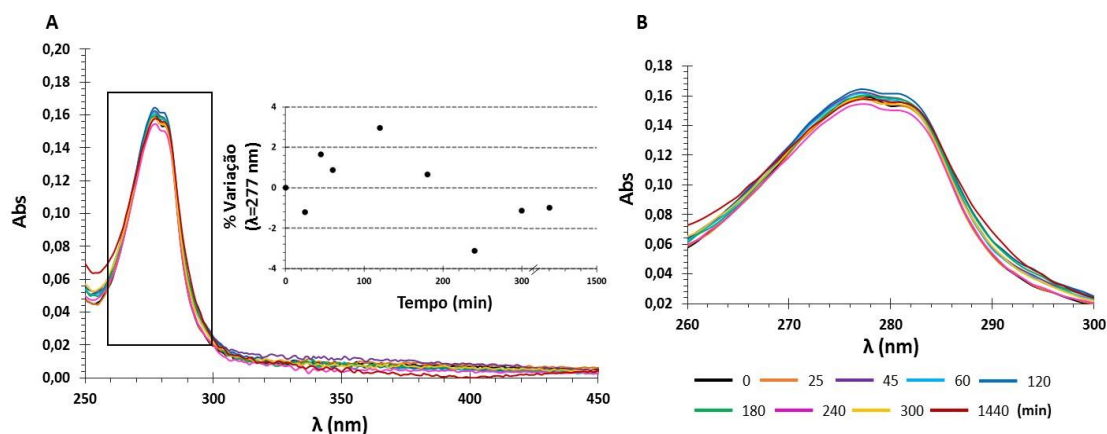 A
0,20
0,18
0,16
0,14
0,12
0,10
0,08
0,06
0,04
0,02
0,00
Abs
250 300 350 400 450
λ (nm)
4
2
0
-2
-4
% Variação
(λ=277 nm)
0 100 200 300 1500
Tempo (min)
B
0,18
0,16
0,14
0,12
0,10
0,08
0,06
0,04
0,02
Abs
260 270 280 290 300
λ (nm)
0 25 45 60 120
180 240 300 1440 (min)